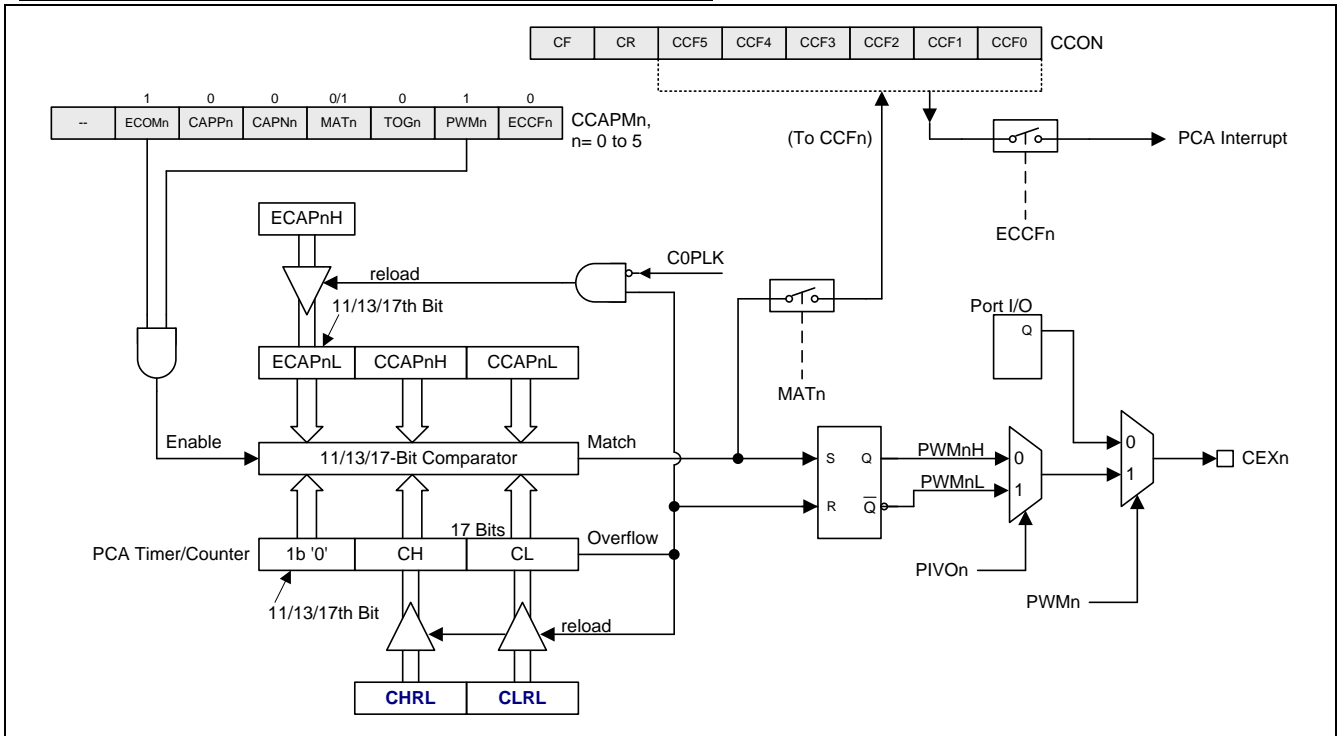 CF CR CCF5 CCF4 CCF3 CCF2 CCF1 CCF0 CCON
1 0 0 0/1 0 1 0
-- ECOMn CAPPn CAPNn MATn TOGn PWMn ECCFn
CCAPMn,
n= 0 to 5
(To CCFn)
PCA Interrupt
ECCFn
ECAPnH
reload
C0PLK
11/13/17th Bit
Port I/O
Q
ECAPnL CCAPnH CCAPnL
MATn
Enable
11/13/17-Bit Comparator
Match
S Q
R Q
PWMnH
PWMnL
0
1
0
1
CEXn
17 Bits
PCA Timer/Counter
1b '0' CH CL
Overflow
PIVOn
PWMn
11/13/17th Bit
reload
CHRL CLRL